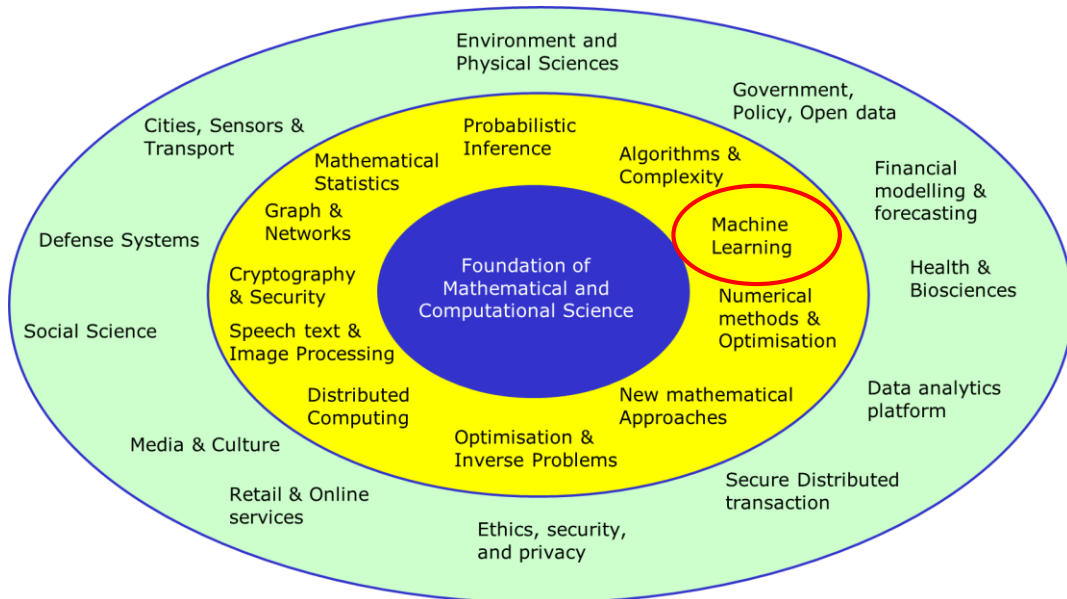 Environment and
Physical Sciences
Government,
Policy, Open data
Cities, Sensors &
Transport
Probabilistic
Inference
Mathematical
Statistics
Algorithms &
Complexity
Financial
modelling &
forecasting
Graph &
Networks
Machine
Learning
Defense Systems
Cryptography
& Security
Foundation of
Mathematical and
Computational Science
Health &
Biosciences
Numerical
methods &
Optimisation
Social Science
Speech text &
Image Processing
Distributed
Computing
New mathematical
Approaches
Data analytics
platform
Media & Culture
Optimisation &
Inverse Problems
Retail & Online
services
Secure Distributed
transaction
Ethics, security,
and privacy